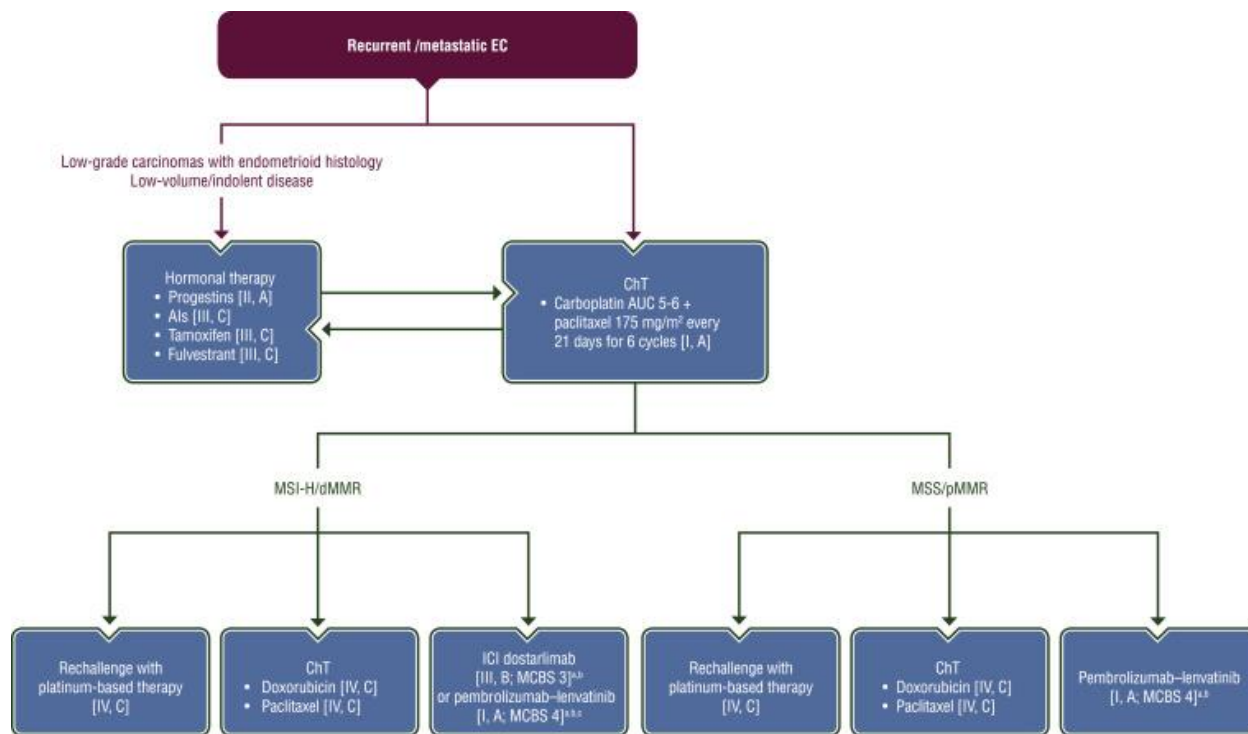 Recurrent /metastatic EC
Low-grade carcinomas with endometrioid histology
Low-volume/indolent disease
Hormonal therapy
• Progestins [II, A]
• AIs [III, C]
• Tamoxifen [III, C]
• Fulvestrant [III, C]
ChT
• Carboplatin AUC 5-6 +
paclitaxel 175 mg/m² every
21 days for 6 cycles [I, A]
MSI-H/dMMR
MSS/pMMR
Rechallenge with
platinum-based therapy
[IV, C]
ChT
• Doxorubicin [IV, C]
• Paclitaxel [IV, C]
ICI dostarlimab
[III, B; MCBS 3]ᵃ,ᵇ
or pembrolizumab–lenvatinib
[I, A; MCBS 4]ᵃ,ᵇ,ᶜ
Rechallenge with
platinum-based therapy
[IV, C]
ChT
• Doxorubicin [IV, C]
• Paclitaxel [IV, C]
Pembrolizumab–lenvatinib
[I, A; MCBS 4]ᵃ,ᵇ